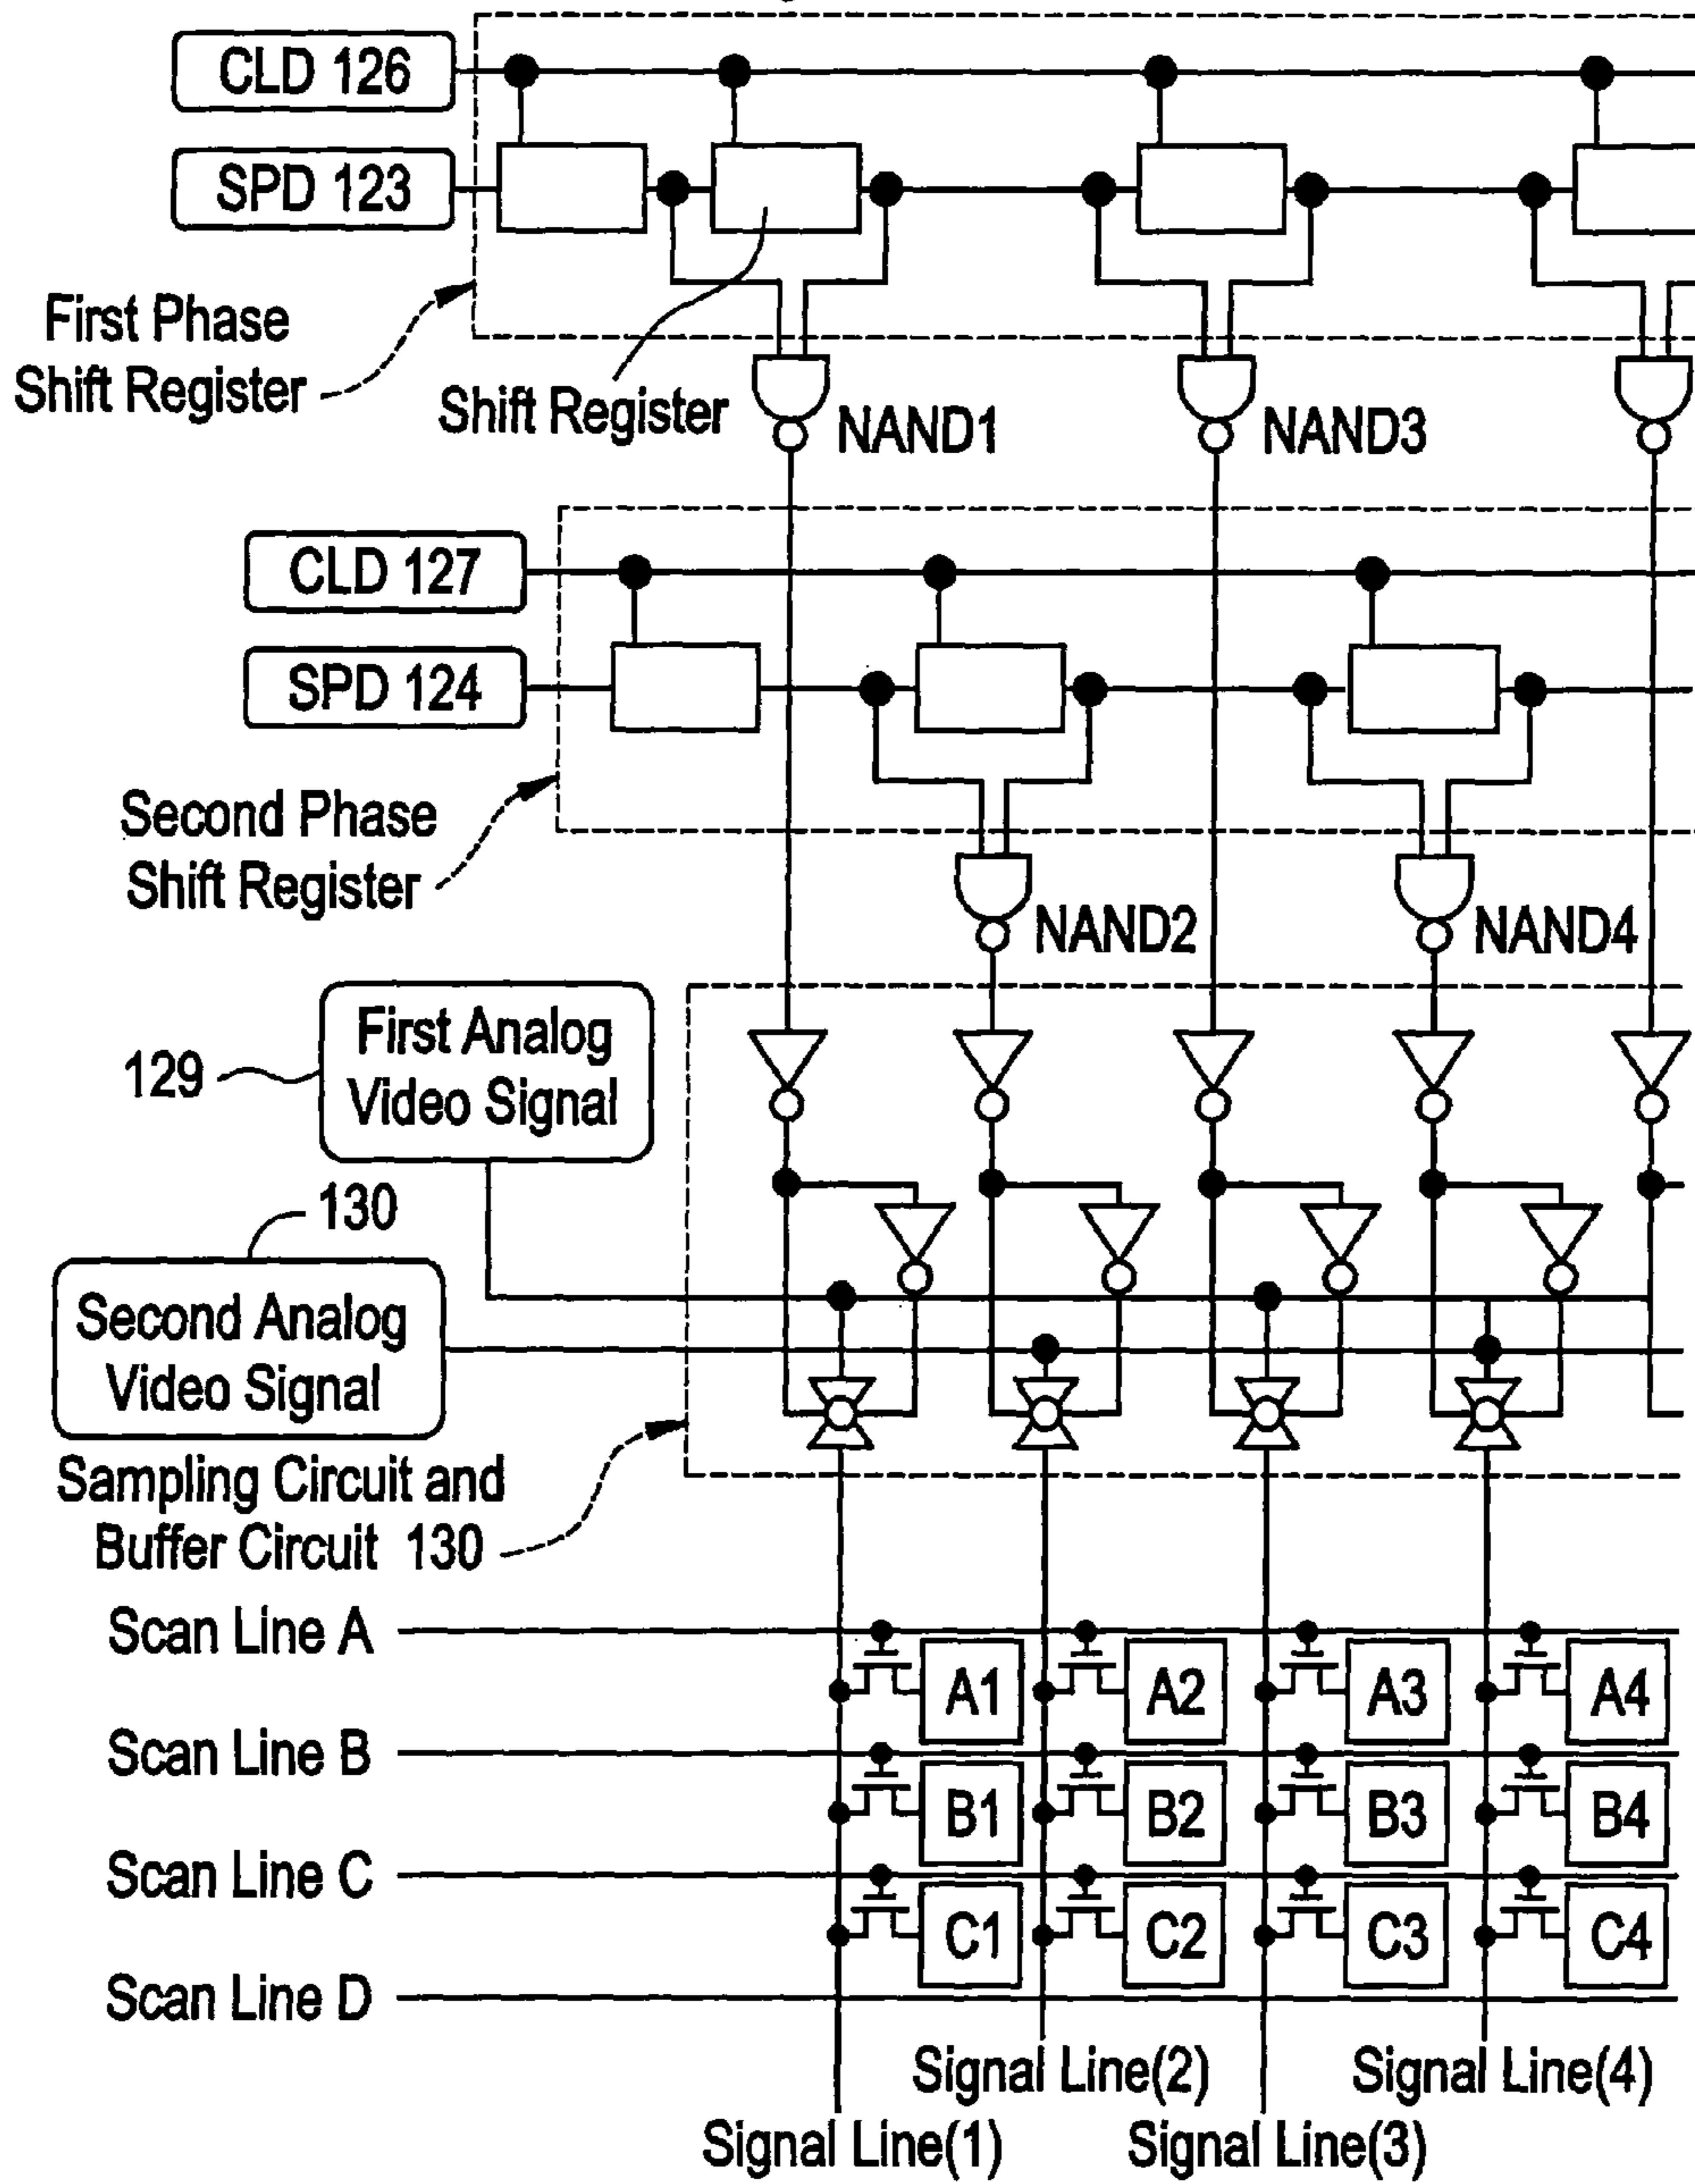 CLD 126
SPD 123
First Phase
Shift Register
Shift Register
NAND1
NAND3
CLD 127
SPD 124
Second Phase
Shift Register
NAND2
NAND4
First Analog
Video Signal
129
130
Second Analog
Video Signal
Sampling Circuit and
Buffer Circuit 130
Scan Line A
A1 A2 A3 A4
Scan Line B
B1 B2 B3 B4
Scan Line C
C1 C2 C3 C4
Scan Line D
Signal Line(2) Signal Line(4)
Signal Line(1) Signal Line(3)